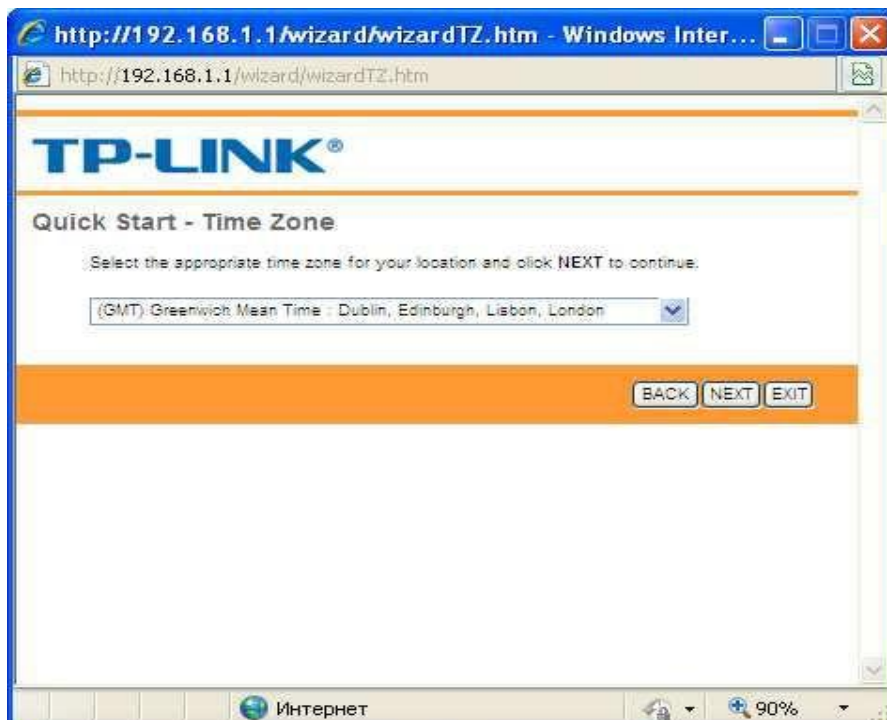 http://192.168.1.1/wizard/wizardTZ.htm - Windows Inter...
http://192.168.1.1/wizard/wizardTZ.htm
TP-LINK®
Quick Start - Time Zone
Select the appropriate time zone for your location and click NEXT to continue.
(GMT) Greenwich Mean Time : Dublin, Edinburgh, Lisbon, London
BACK NEXT EXIT
Интернет 90%